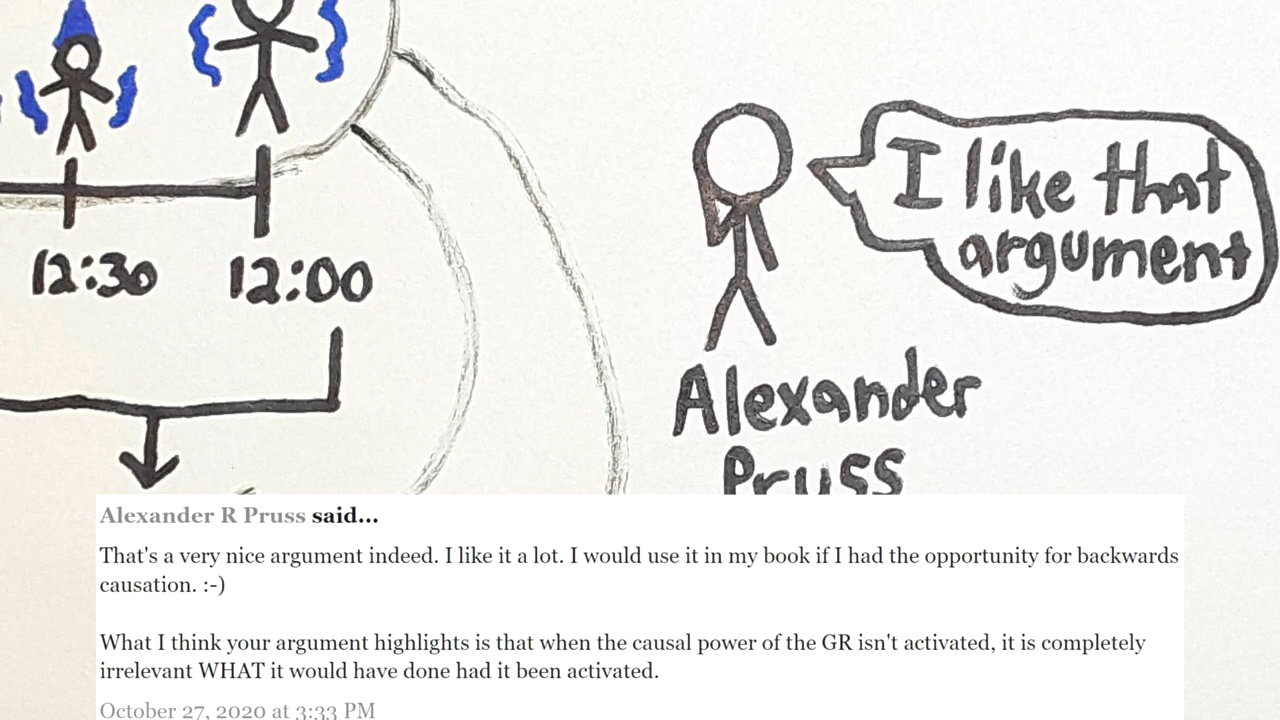 I like that
argument
12:30
12:00
Alexander
Pruss
Alexander R Pruss said...
That's a very nice argument indeed. I like it a lot. I would use it in my book if I had the opportunity for backwards
causation. :-)
What I think your argument highlights is that when the causal power of the GR isn't activated, it is completely
irrelevant WHAT it would have done had it been activated.
October 27, 2020 at 3:33 PM